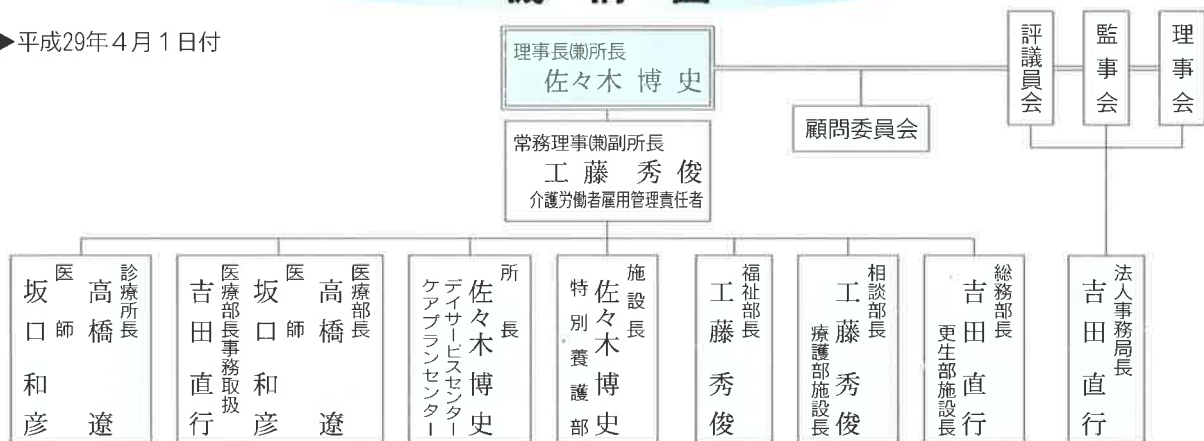 ▶平成29年4月1日付
理事長㈱所長
佐々木博史
常務理事㈱副所長
工藤秀俊
介護労働者雇用管理責任者
顧問委員会
評議員会
監事会
理事会
診療所長
高橋遼
医師
坂口和彦
医療部長
高橋遼
医師
坂口和彦
医療部長事務取扱
吉田直行
所長
佐々木博史
デイサービスセンター
ケアプランセンター
施設長
佐々木博史
特別養護部
福祉部長
工藤秀俊
相談部長
工藤秀俊
療護部施設長
総務部長
吉田直行
更生部施設長
法人事務局長
吉田直行